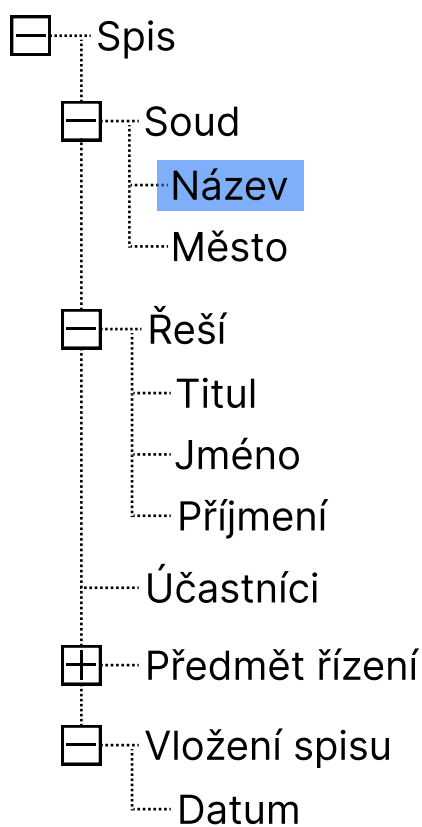 Spis
Soud
Název
Město
Řeší
Titul
Jméno
Příjmení
Účastníci
Předmět řízení
Vložení spisu
Datum